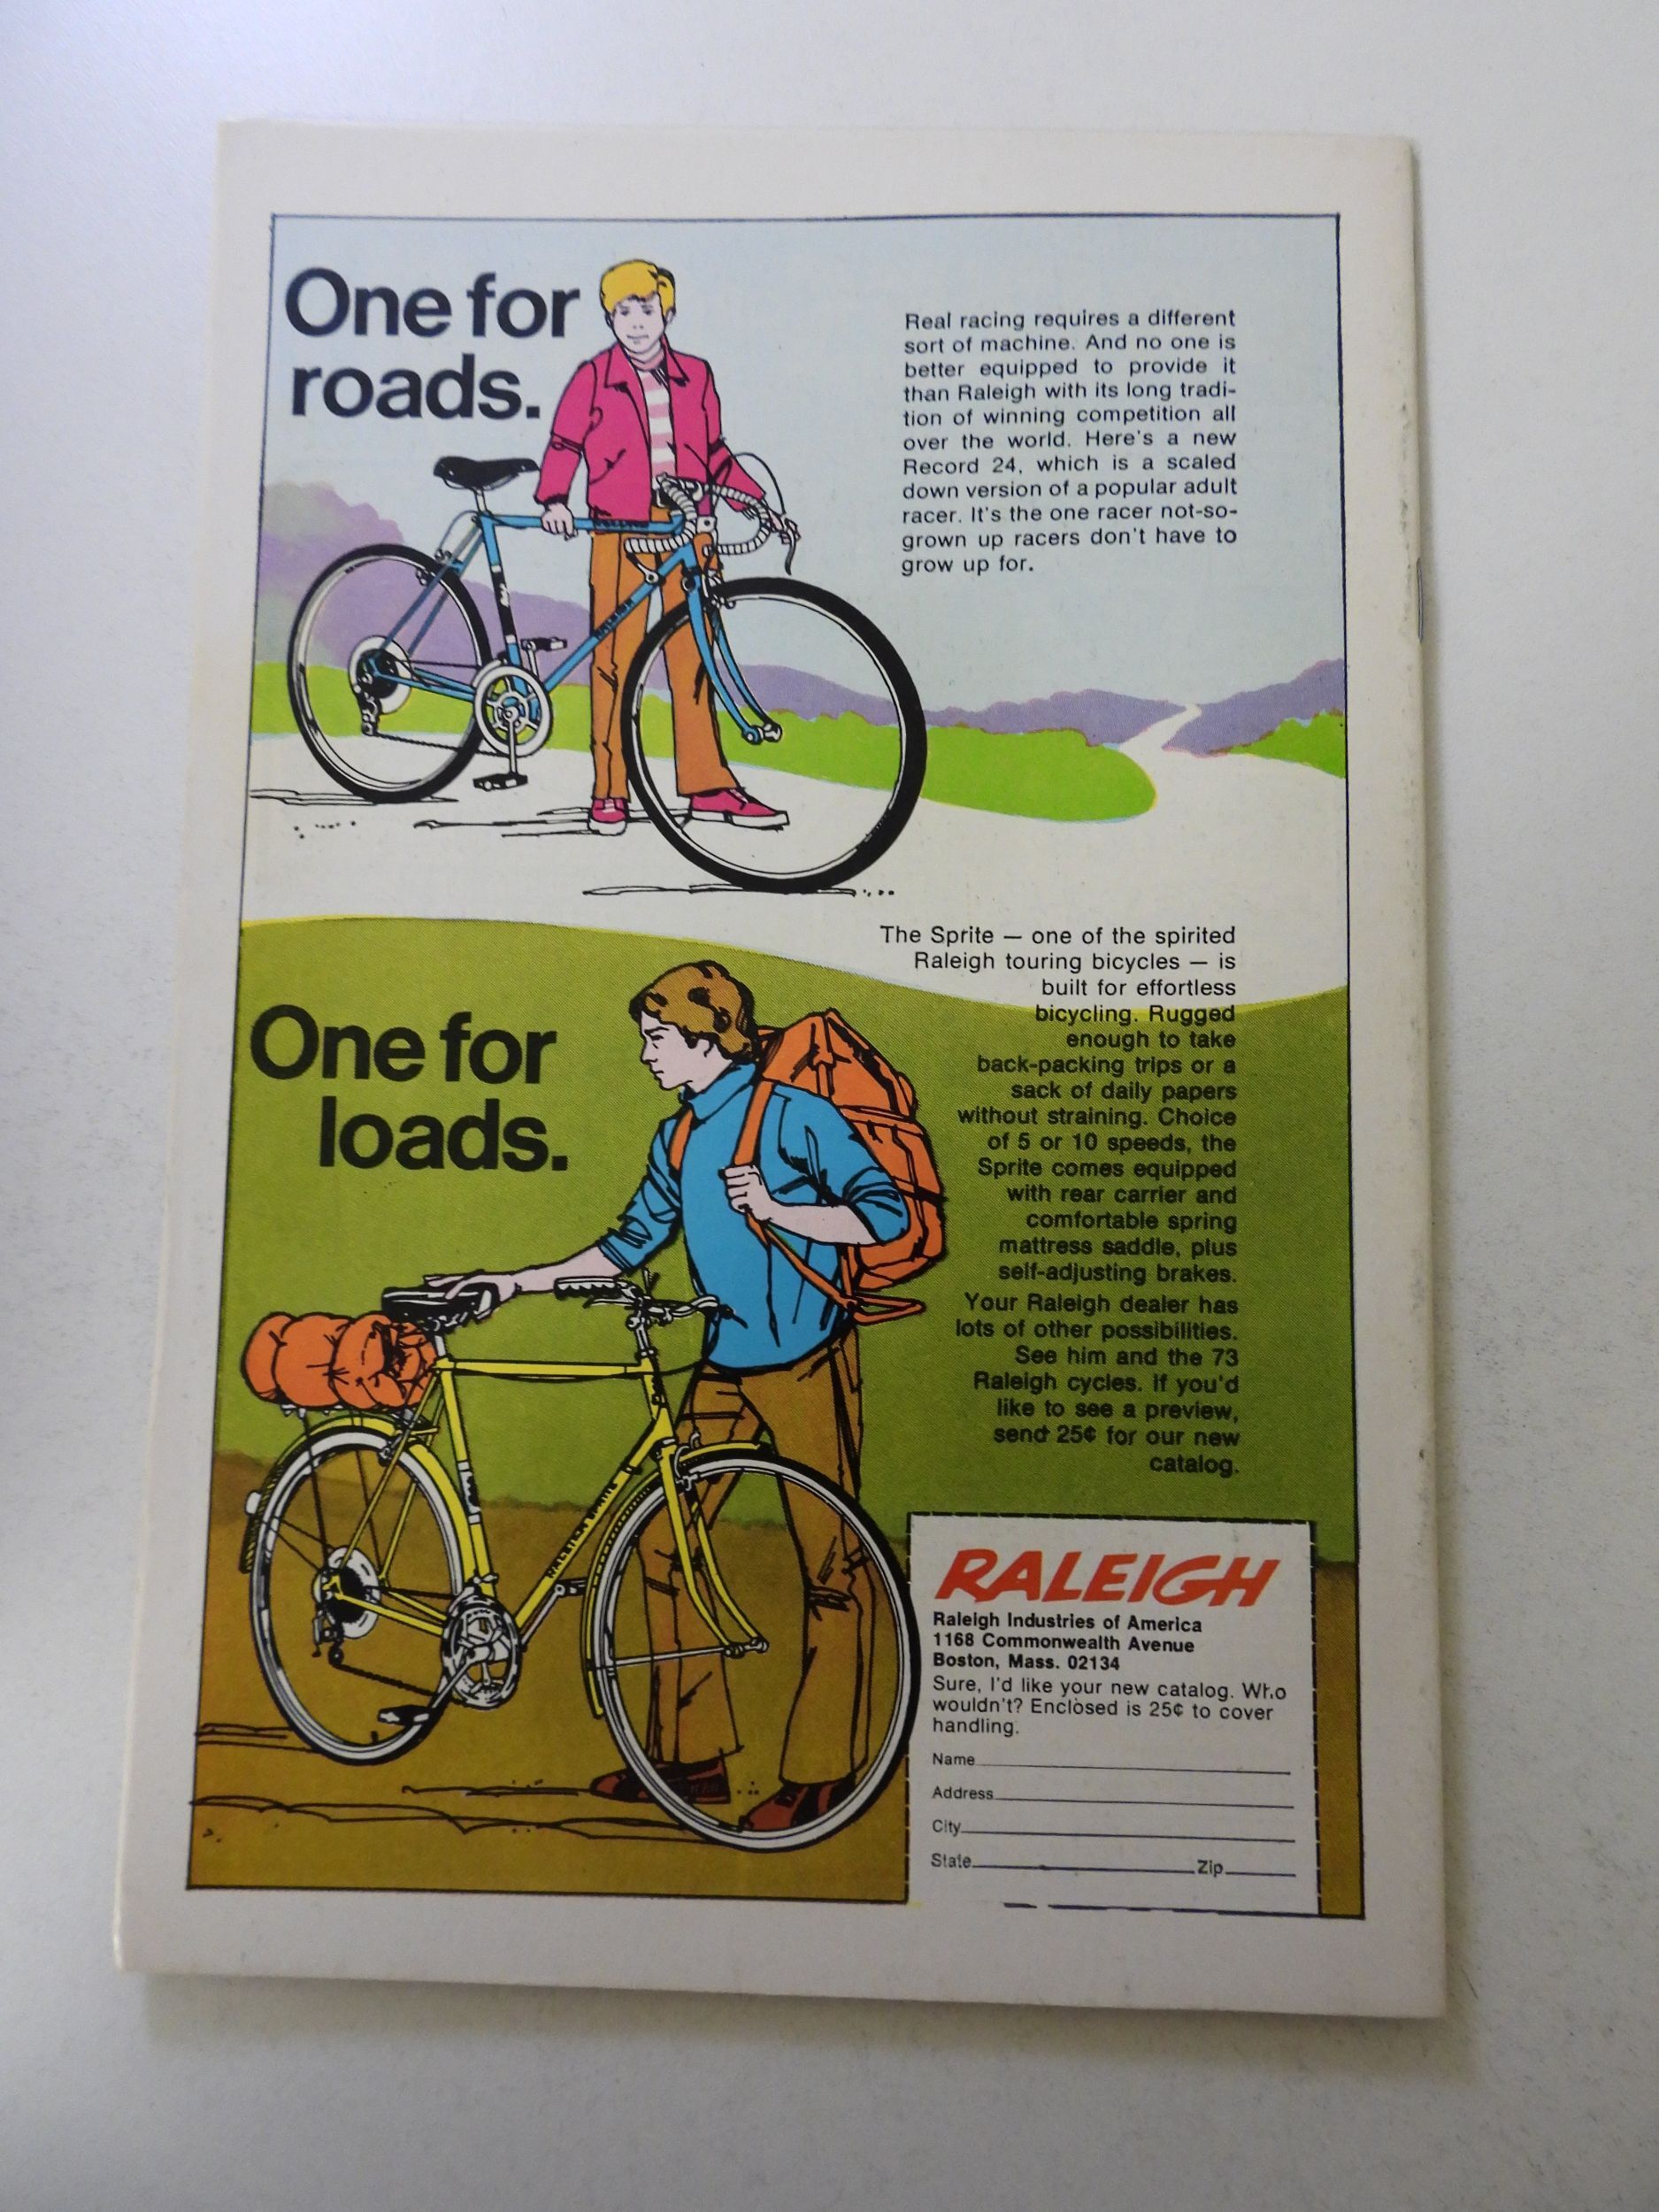 One for
roads.
Real racing requires a different
sort of machine. And no one is
better equipped to provide it
than Raleigh with its long tradi-
tion of winning competition all
over the world. Here's a new
Record 24, which is a scaled
down version of a popular adult
racer. It's the one racer not-so-
grown up racers don't have to
grow up for.
RALEIGH
The Sprite — one of the spirited
Raleigh touring bicycles — is
built for effortless
bicycling. Rugged
enough to take
back-packing trips or a
sack of daily papers
without straining. Choice
of 5 or 10 speeds, the
Sprite comes equipped
with rear carrier and
comfortable spring
mattress saddle, plus
self-adjusting brakes.
Your Raleigh dealer has
lots of other possibilities.
See him and the 73
Raleigh cycles. If you'd
like to see a preview,
send 25¢ for our new
catalog.
One for
loads.
RALEIGH SPRITE
RALEIGH
Raleigh Industries of America
1168 Commonwealth Avenue
Boston, Mass. 02134
Sure, I'd like your new catalog. Who
wouldn't? Enclosed is 25¢ to cover
handling.
Name
Address
City
State Zip